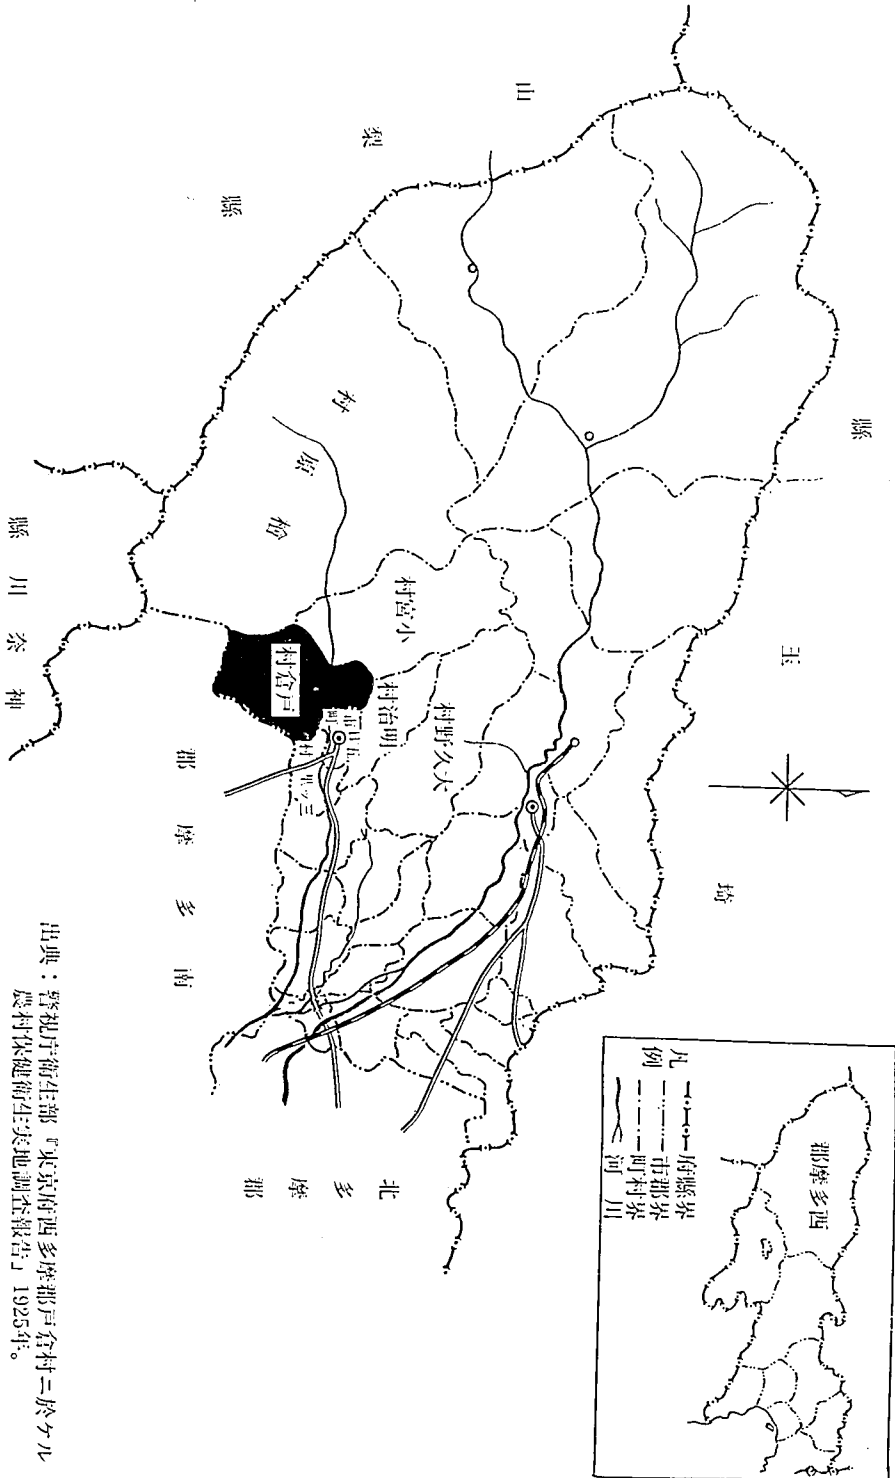 山梨縣
埼玉縣
神奈川縣
南多摩郡
北多摩郡
檜原村
小宮村
戸倉村
明治村
大久野村
五日市町
三ッ里村
西多摩郡
凡例
府縣界
市郡界
町村界
河川
出典：警視庁衛生部『東京府西多摩郡戸倉村ニ於ケル
農村保健衛生実地調査報告』1925年。